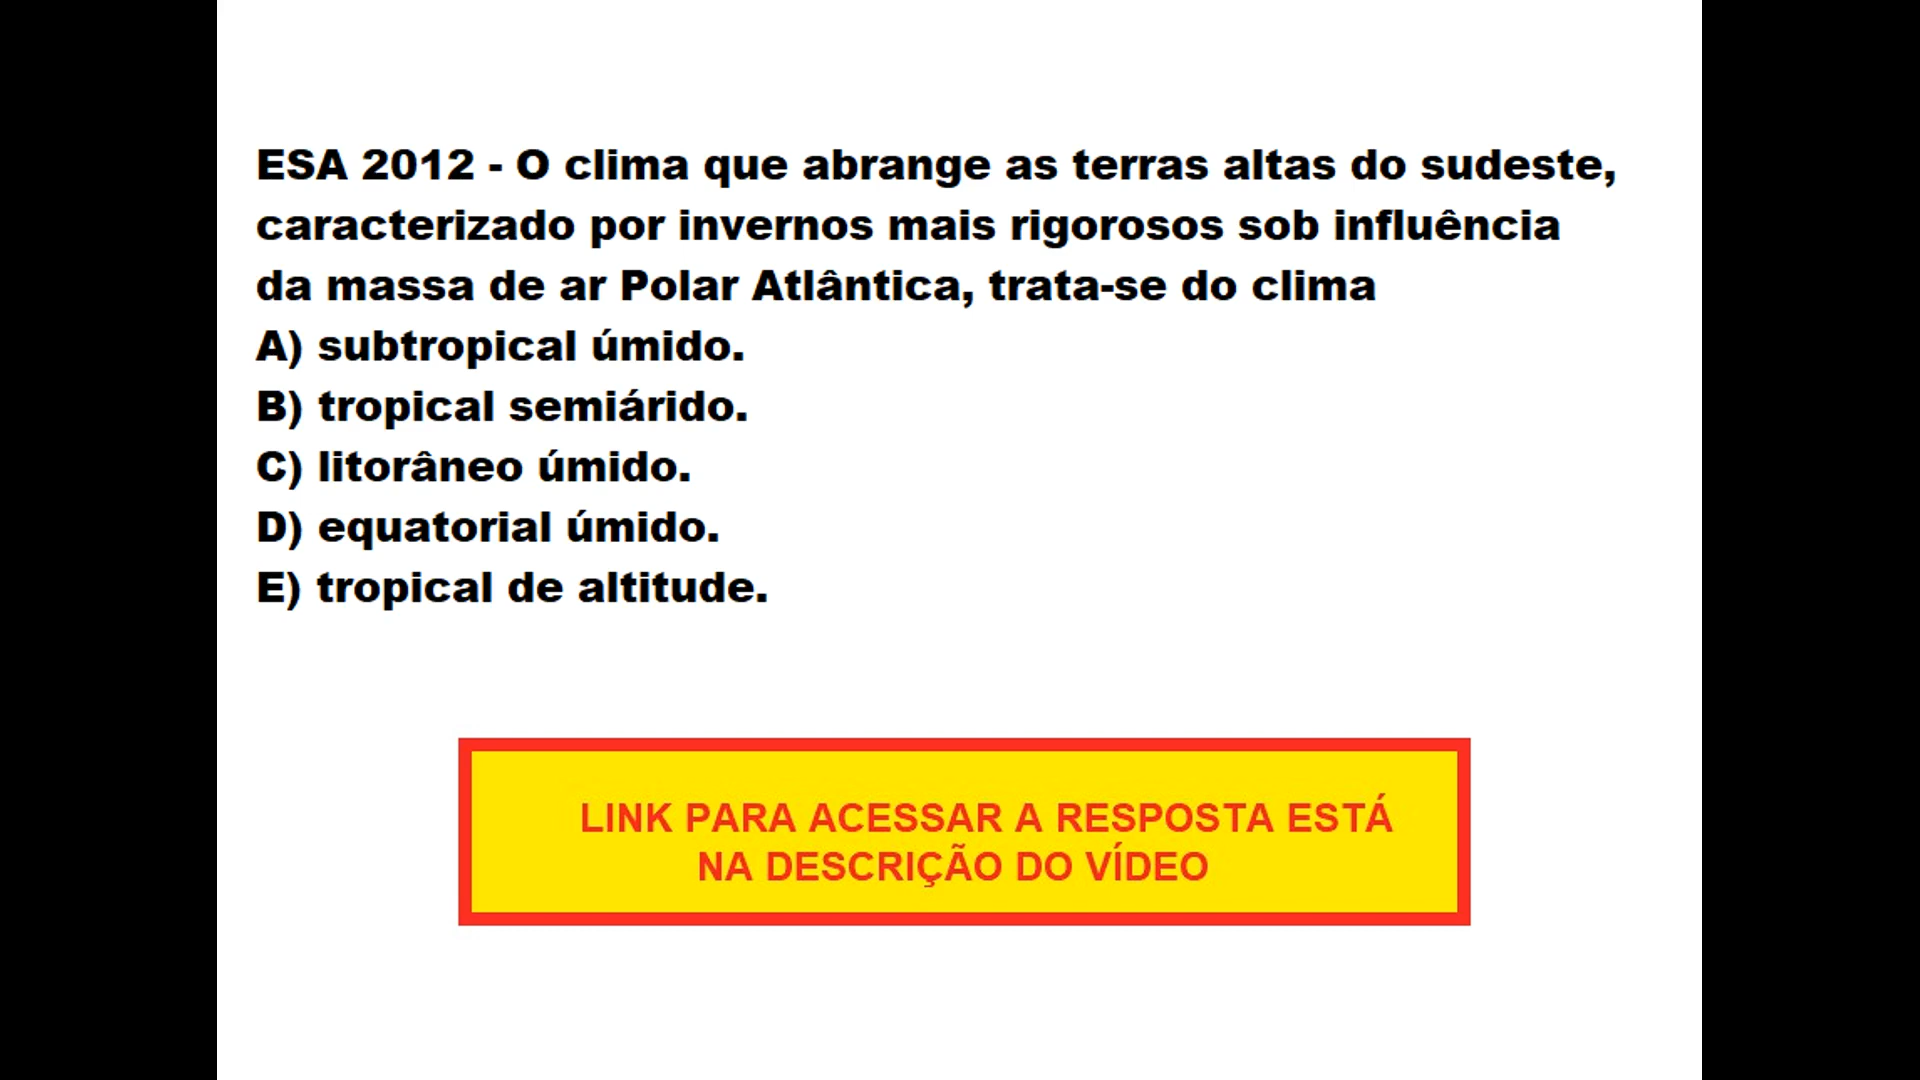 ESA 2012 - O clima que abrange as terras altas do sudeste,
caracterizado por invernos mais rigorosos sob influência
da massa de ar Polar Atlântica, trata-se do clima
A) subtropical úmido.
B) tropical semiárido.
C) litorâneo úmido.
D) equatorial úmido.
E) tropical de altitude.
LINK PARA ACESSAR A RESPOSTA ESTÁ
NA DESCRIÇÃO DO VÍDEO